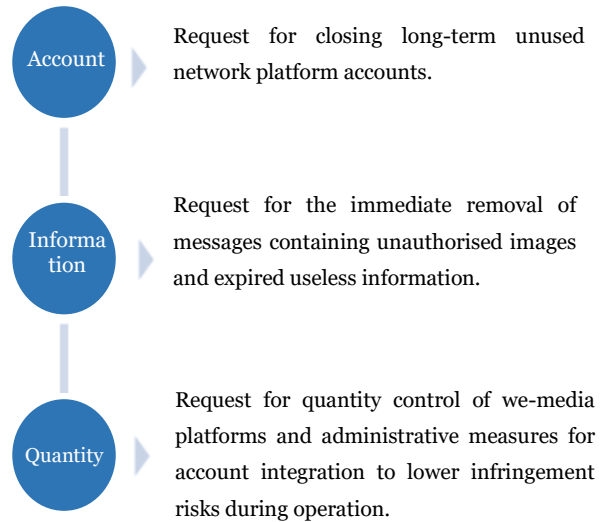 Account
Request for closing long-term unused
network platform accounts.
Informa
tion
Request for the immediate removal of
messages containing unauthorised images
and expired useless information.
Quantity
Request for quantity control of we-media
platforms and administrative measures for
account integration to lower infringement
risks during operation.